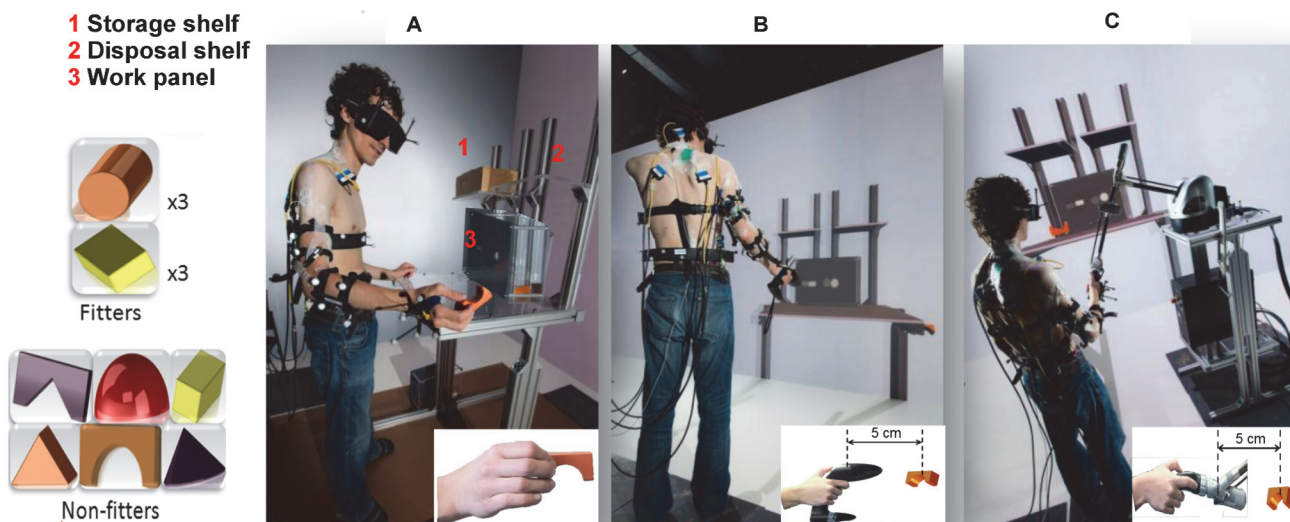 1 Storage shelf
2 Disposal shelf
3 Work panel
A
B
C
1
2
3
x3
x3
Fitters
Non-fitters
5 cm
5 cm